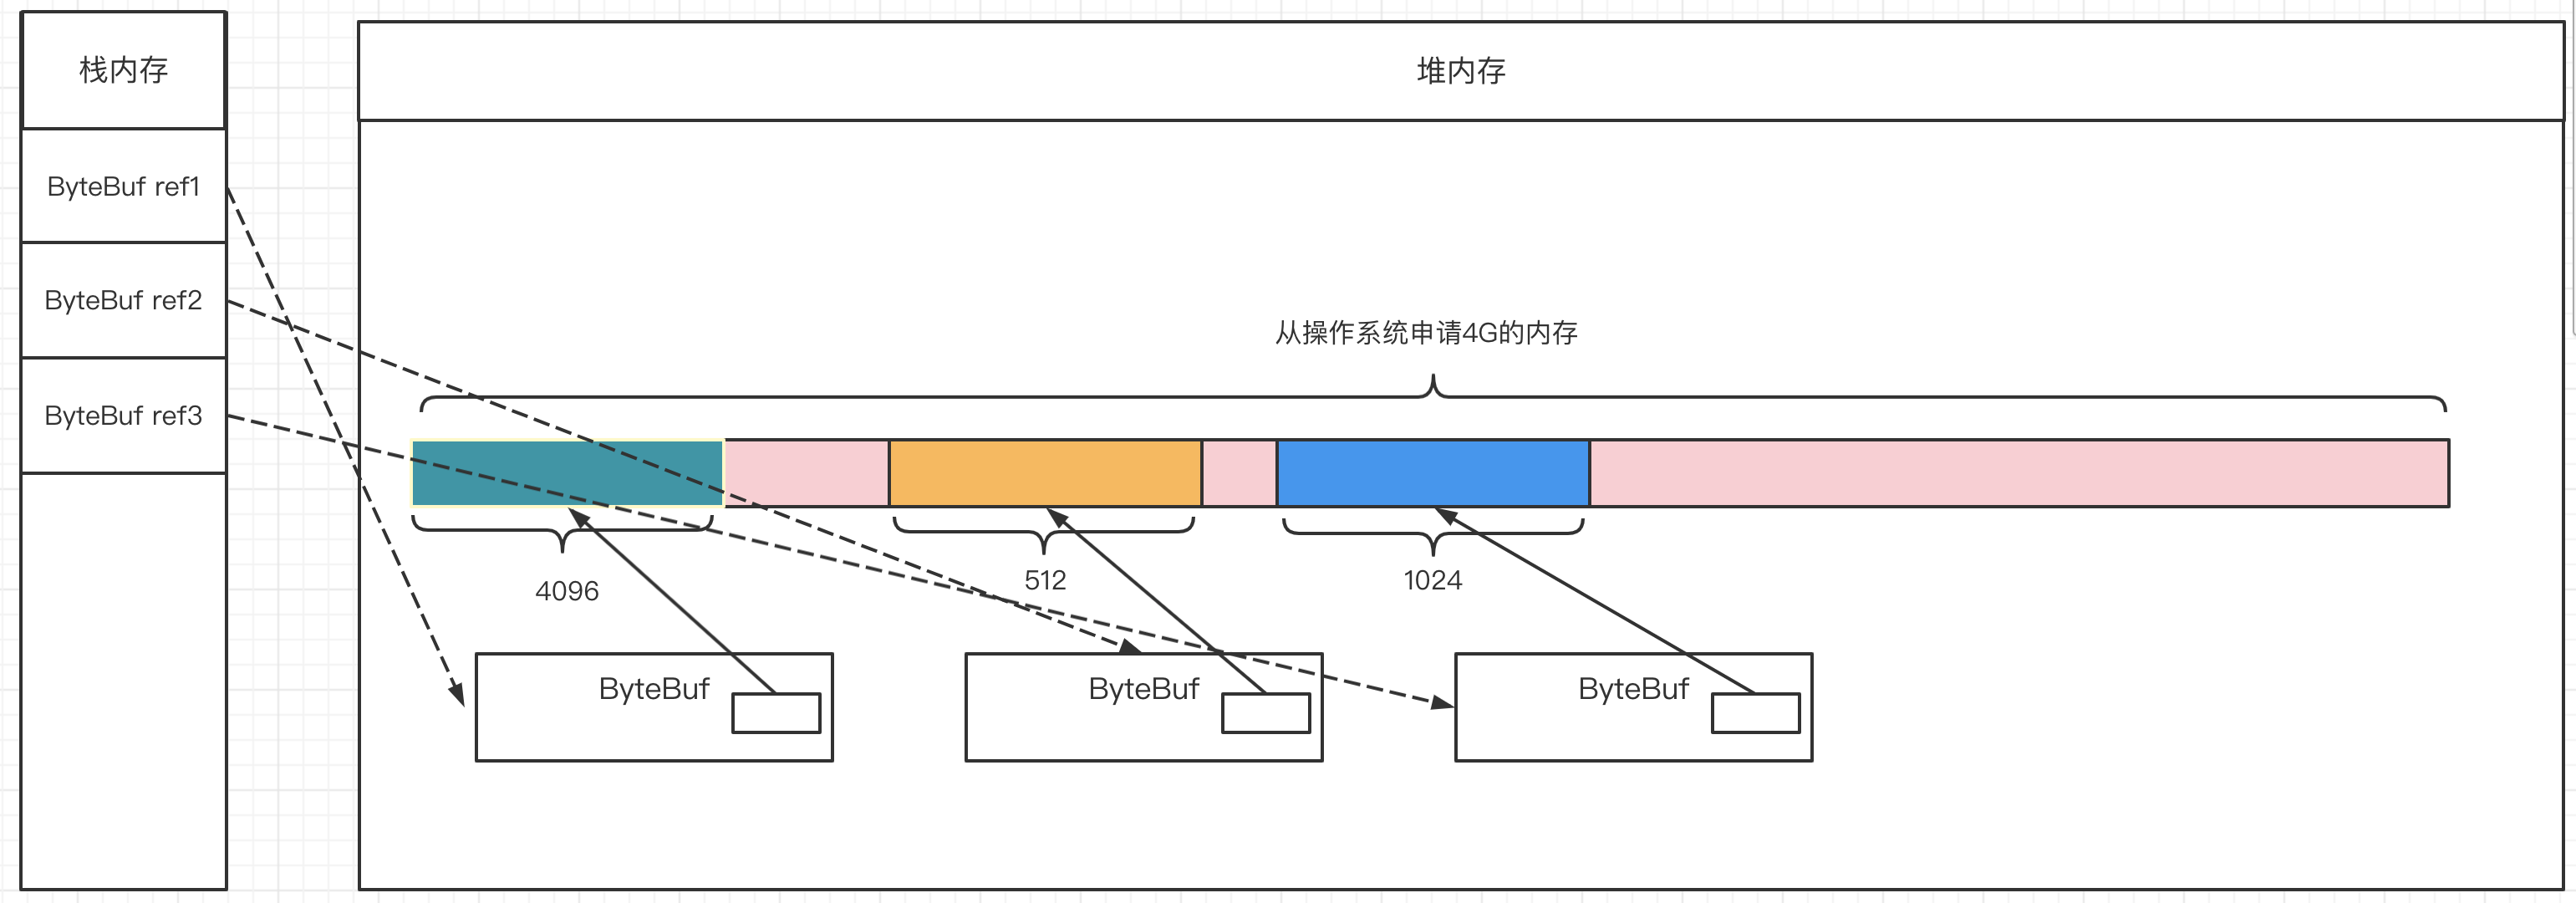 栈内存
堆内存
ByteBuf ref1
ByteBuf ref2
ByteBuf ref3
从操作系统申请4G的内存
4096
512
1024
ByteBuf
ByteBuf
ByteBuf